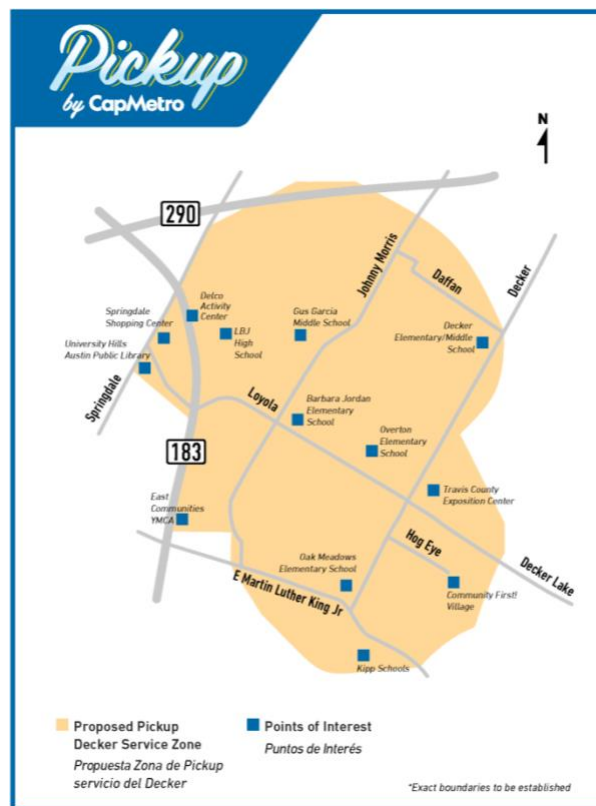 Pickup
by CapMetro
N
290
Johnny Morris
Daffan
Decker
Delco
Activity
Center
Springdale
Shopping Center
LBJ
High
School
Gus Garcia
Middle School
Decker
Elementary/Middle
School
University Hills
Austin Public Library
Springdale
Loyola
Barbara Jordan
Elementary
School
Overton
Elementary
School
183
Travis County
Exposition Center
East
Communities
YMCA
Hog Eye
Oak Meadows
Elementary School
Decker Lake
E Martin Luther King Jr
Community First!
Village
Kipp Schools
Proposed Pickup
Decker Service Zone
Propuesta Zona de Pickup
servicio del Decker
Points of Interest
Puntos de Interés
*Exact boundaries to be established